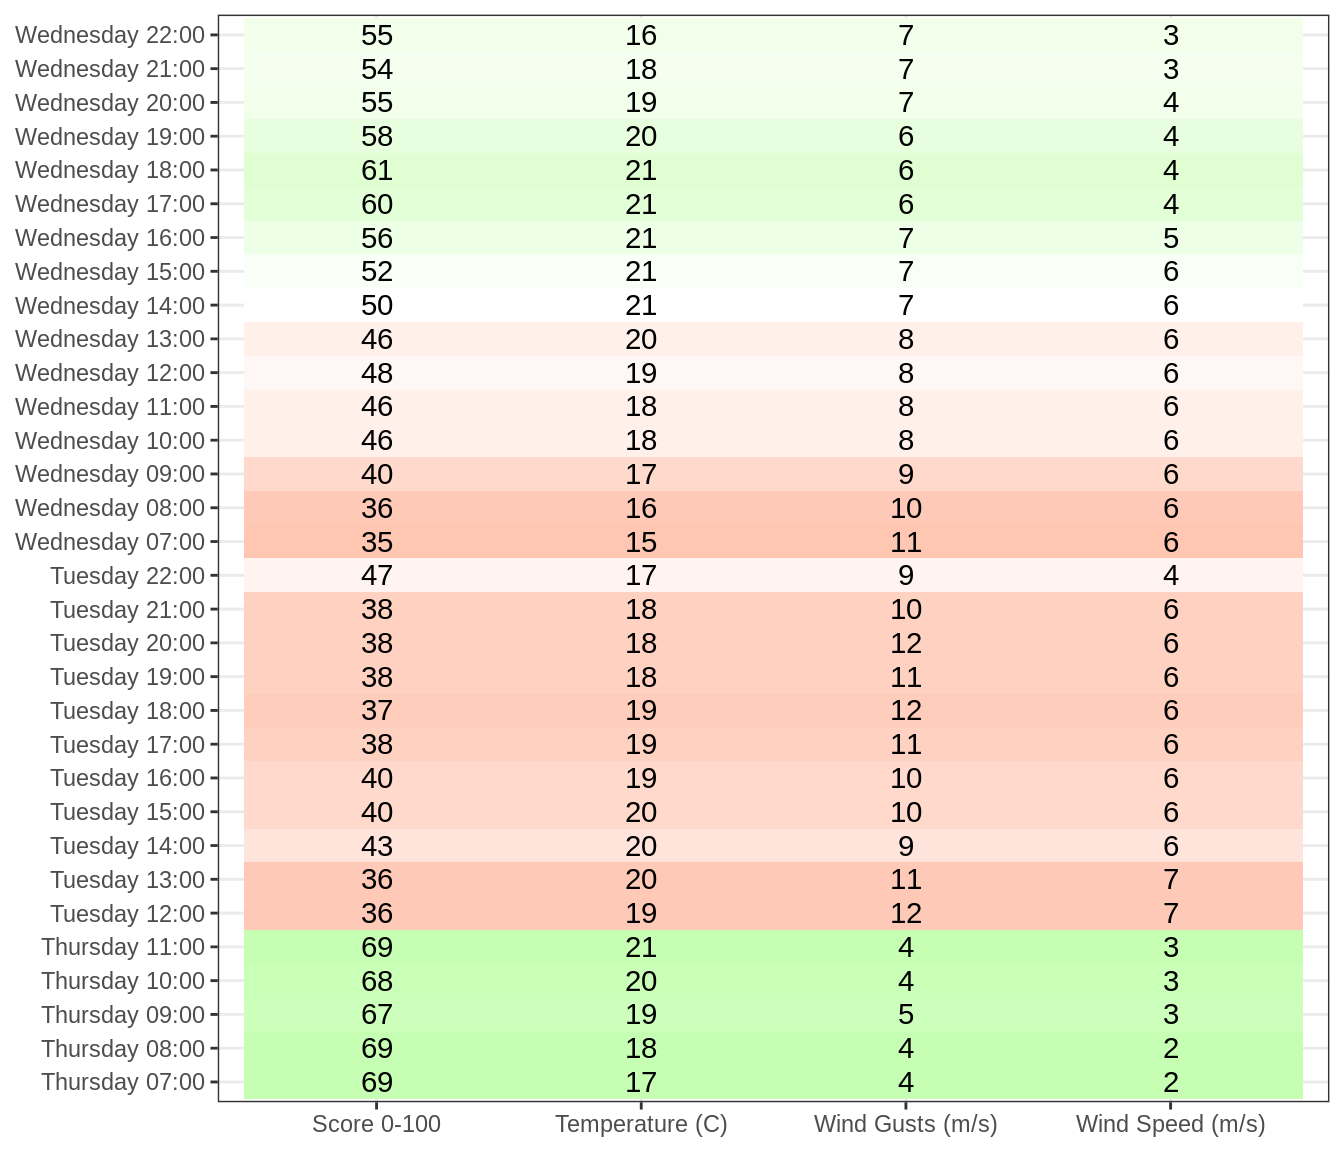 Wednesday 22:00 55 16 7 3
Wednesday 21:00 54 18 7 3
Wednesday 20:00 55 19 7 4
Wednesday 19:00 58 20 6 4
Wednesday 18:00 61 21 6 4
Wednesday 17:00 60 21 6 4
Wednesday 16:00 56 21 7 5
Wednesday 15:00 52 21 7 6
Wednesday 14:00 50 21 7 6
Wednesday 13:00 46 20 8 6
Wednesday 12:00 48 19 8 6
Wednesday 11:00 46 18 8 6
Wednesday 10:00 46 18 8 6
Wednesday 09:00 40 17 9 6
Wednesday 08:00 36 16 10 6
Wednesday 07:00 35 15 11 6
Tuesday 22:00 47 17 9 4
Tuesday 21:00 38 18 10 6
Tuesday 20:00 38 18 12 6
Tuesday 19:00 38 18 11 6
Tuesday 18:00 37 19 12 6
Tuesday 17:00 38 19 11 6
Tuesday 16:00 40 19 10 6
Tuesday 15:00 40 20 10 6
Tuesday 14:00 43 20 9 6
Tuesday 13:00 36 20 11 7
Tuesday 12:00 36 19 12 7
Thursday 11:00 69 21 4 3
Thursday 10:00 68 20 4 3
Thursday 09:00 67 19 5 3
Thursday 08:00 69 18 4 2
Thursday 07:00 69 17 4 2
Score 0-100 Temperature (C) Wind Gusts (m/s) Wind Speed (m/s)